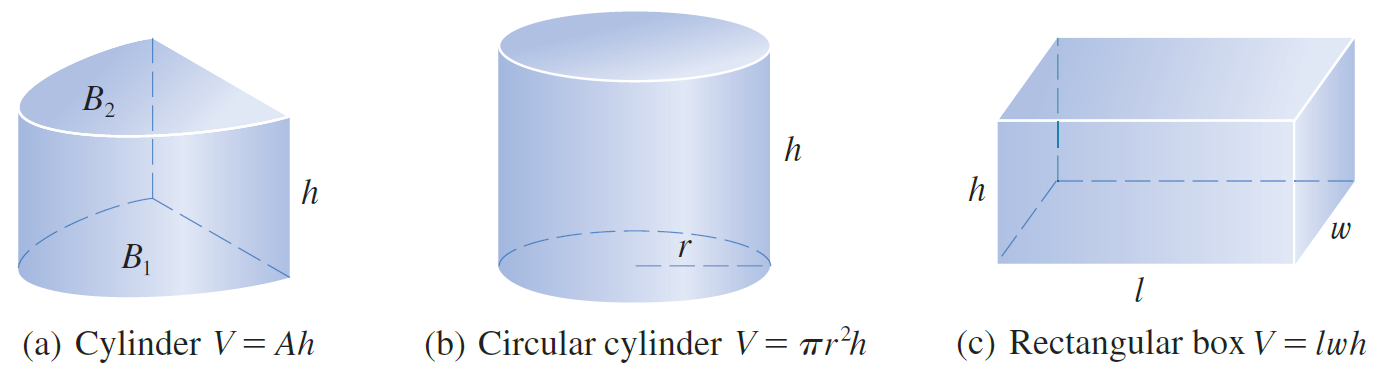 B₂
h
B₁
(a) Cylinder V = Ah
h
r
(b) Circular cylinder V = πr²h
h
w
l
(c) Rectangular box V = lwh